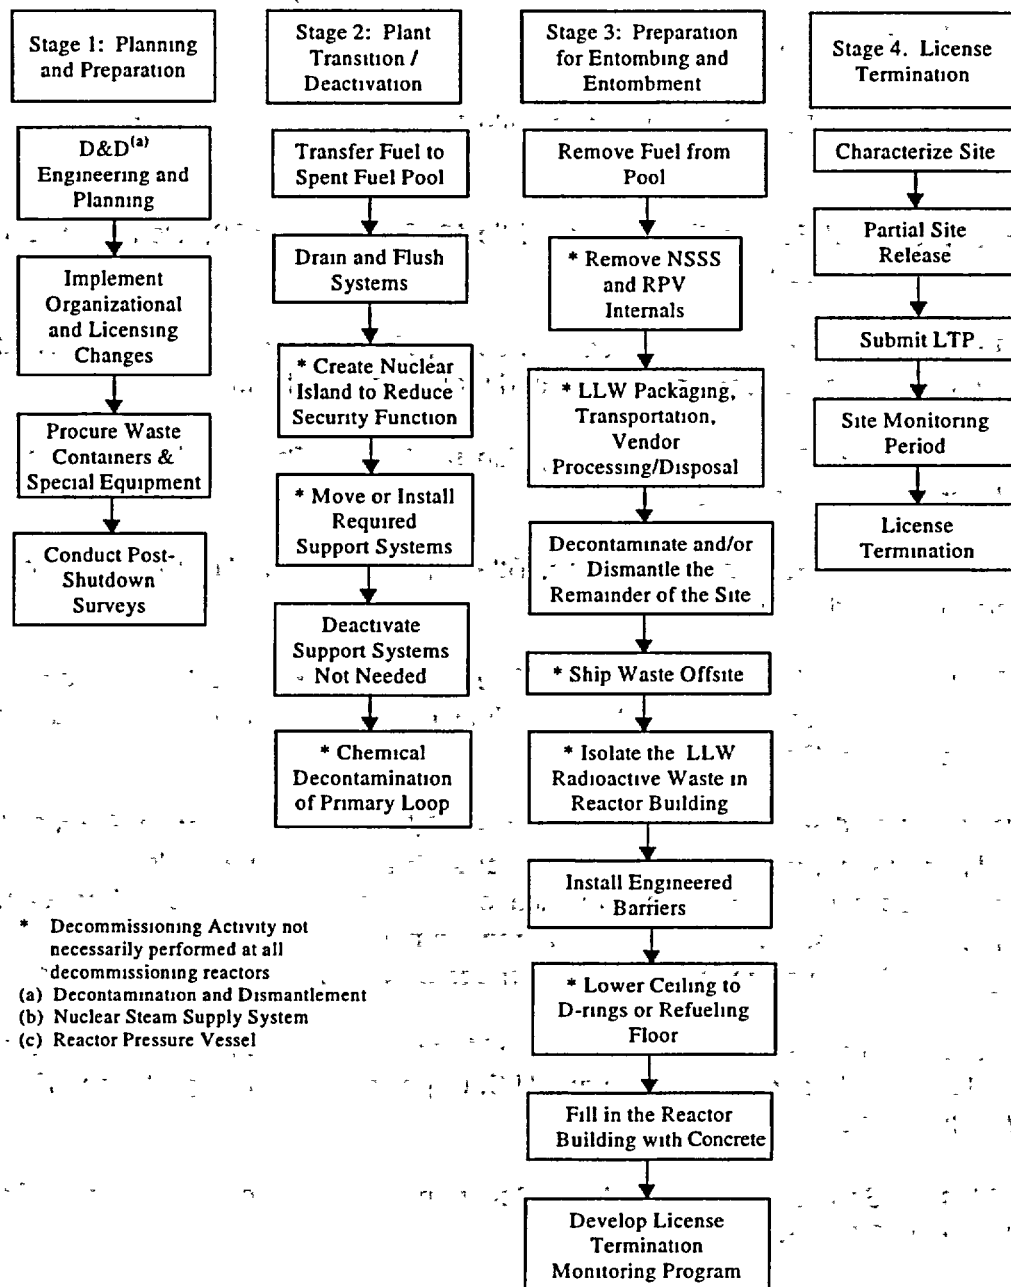 Stage 1: Planning
and Preparation
D&D(a)
Engineering and
Planning
Implement
Organizational
and Licensing
Changes
Procure Waste
Containers &
Special Equipment
Conduct Post-
Shutdown
Surveys
Stage 2: Plant
Transition /
Deactivation
Transfer Fuel to
Spent Fuel Pool
Drain and Flush
Systems
* Create Nuclear
Island to Reduce
Security Function
* Move or Install
Required
Support Systems
Deactivate
Support Systems
Not Needed
* Chemical
Decontamination
of Primary Loop
Stage 3: Preparation
for Entombing and
Entombment
Remove Fuel from
Pool
* Remove NSSS
and RPV
Internals
* LLW Packaging,
Transportation,
Vendor
Processing/Disposal
Decontaminate and/or
Dismantle the
Remainder of the Site
* Ship Waste Offsite
* Isolate the LLW
Radioactive Waste in
Reactor Building
Install Engineered
Barriers
* Lower Ceiling to
D-rings or Refueling
Floor
Fill in the Reactor
Building with Concrete
Develop License
Termination
Monitoring Program
Stage 4. License
Termination
Characterize Site
Partial Site
Release
Submit LTP
Site Monitoring
Period
License
Termination
* Decommissioning Activity not
necessarily performed at all
decommissioning reactors
(a) Decontamination and Dismantlement
(b) Nuclear Steam Supply System
(c) Reactor Pressure Vessel